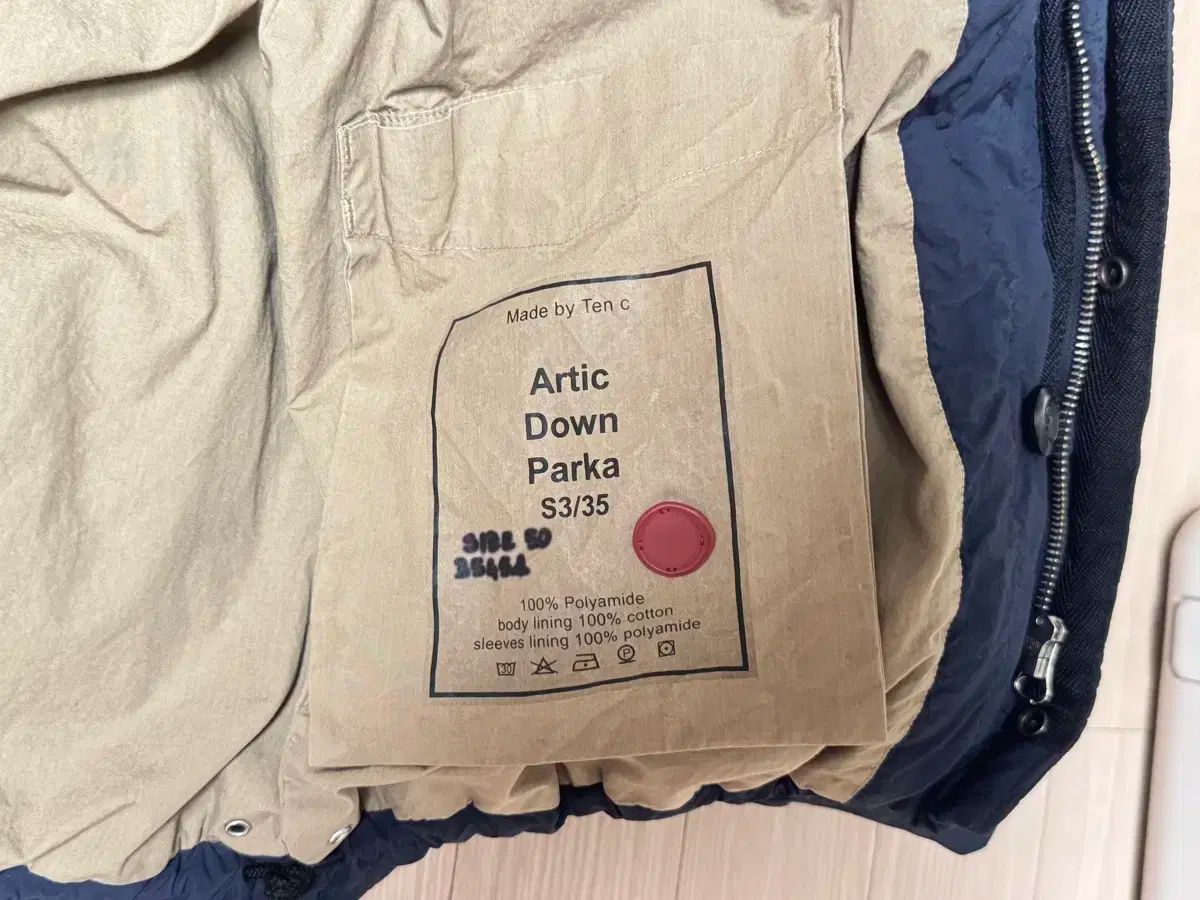 Made by Ten c
Artic
Down
Parka
S3/35
SIZE 50
100% Polyamide
body lining 100% cotton
sleeves lining 100% polyamide
30
P